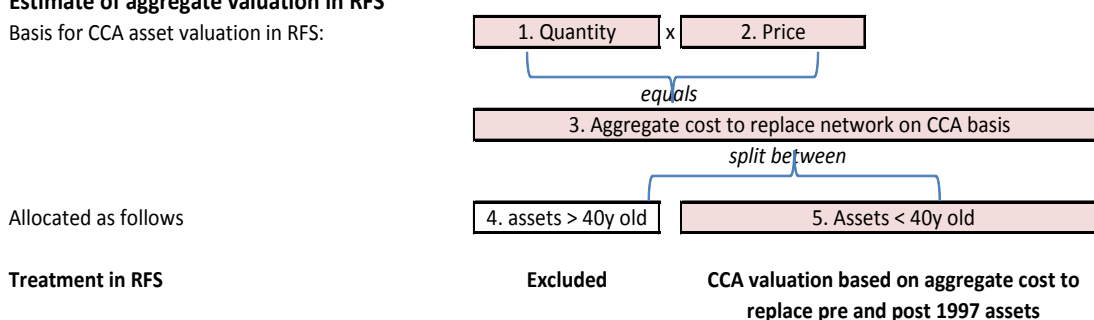 Estimate of aggregate valuation in RFS
Basis for CCA asset valuation in RFS: 1. Quantity x 2. Price
equals
3. Aggregate cost to replace network on CCA basis
split between
Allocated as follows 4. assets > 40y old 5. Assets < 40y old
Treatment in RFS Excluded CCA valuation based on aggregate cost to
replace pre and post 1997 assets